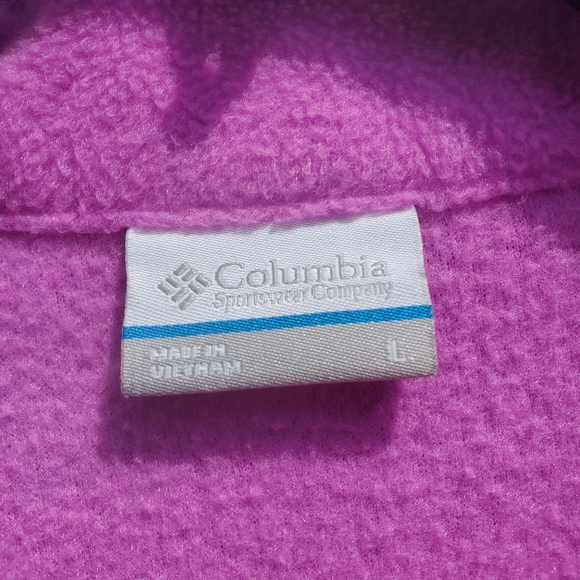 Columbia
Sportswear Company
MADE IN
VIETNAM
L